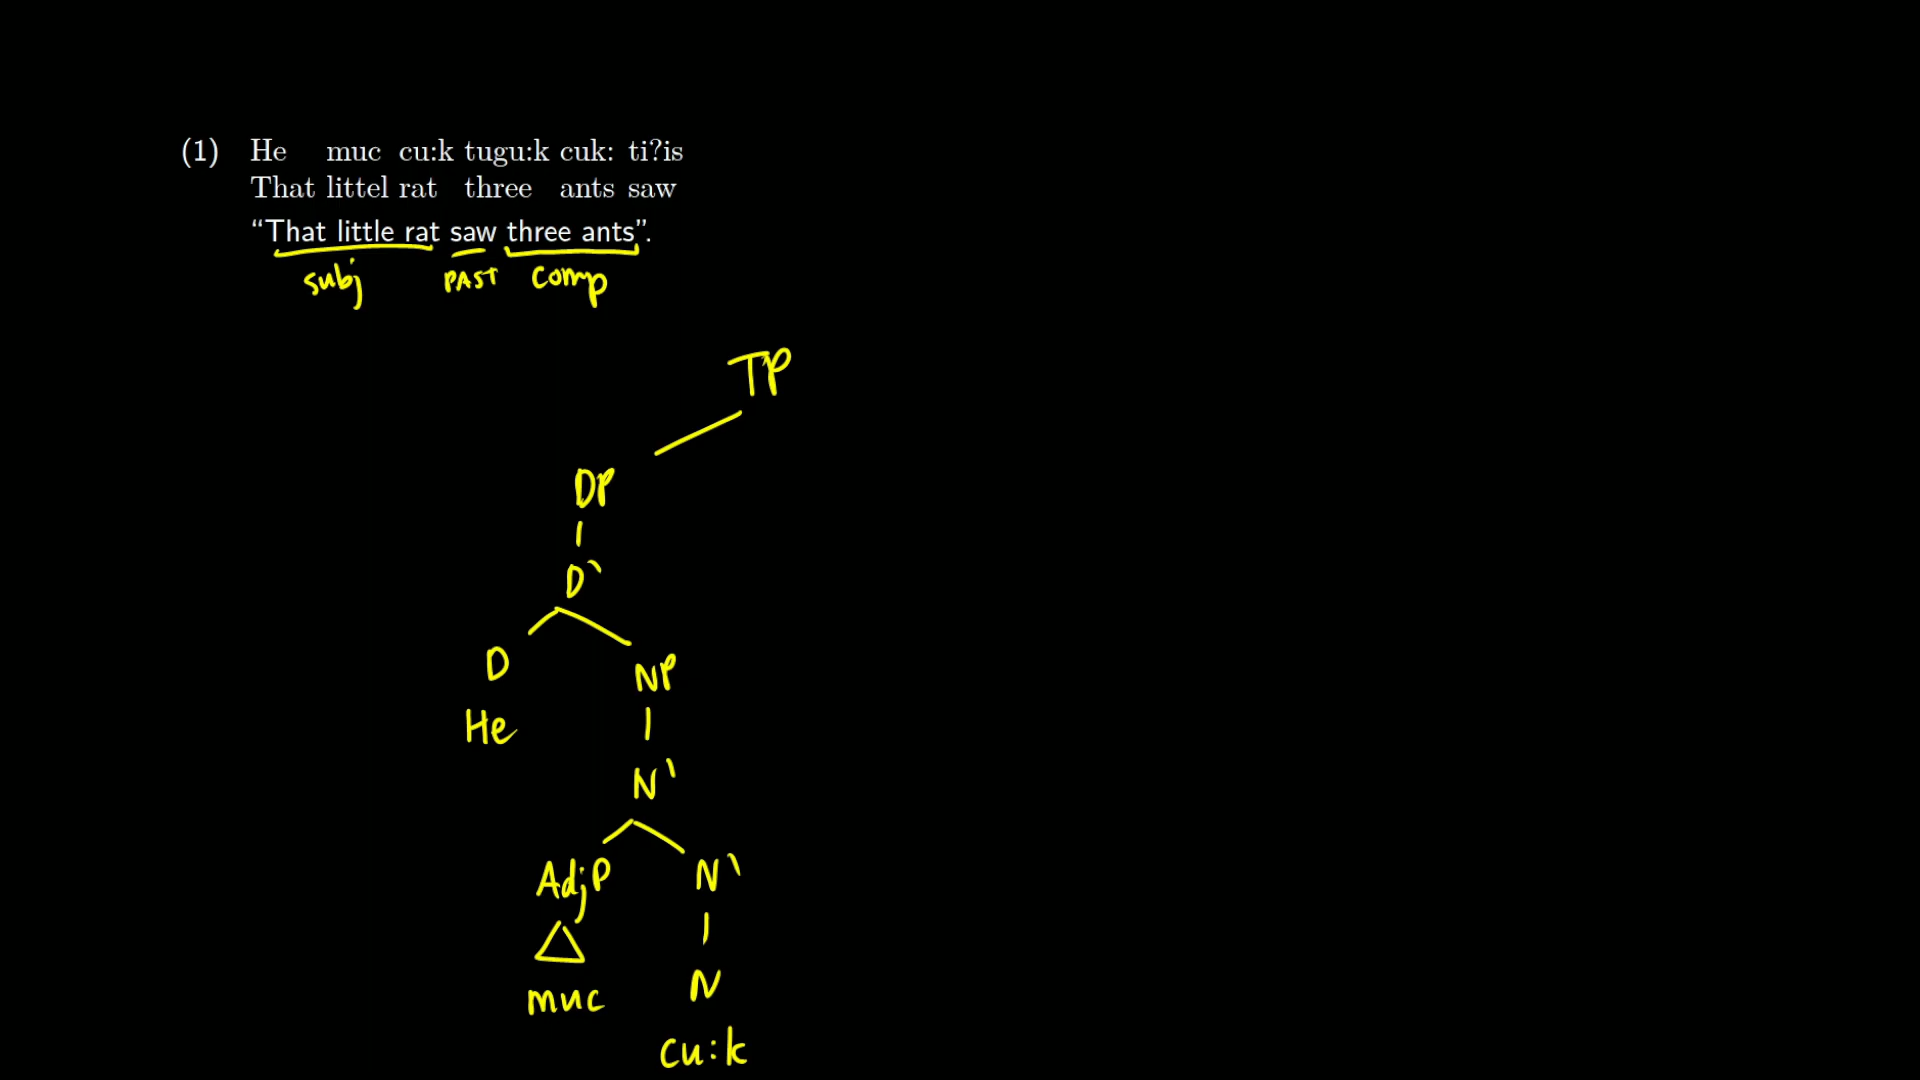 (1) He muc cu:k tugu:k cuk: ti?is
That littel rat three ants saw
“That little rat saw three ants”.
subj PAST comp
TP
DP
D`
D NP
He
N`
AdjP N`
muc N
cu:k